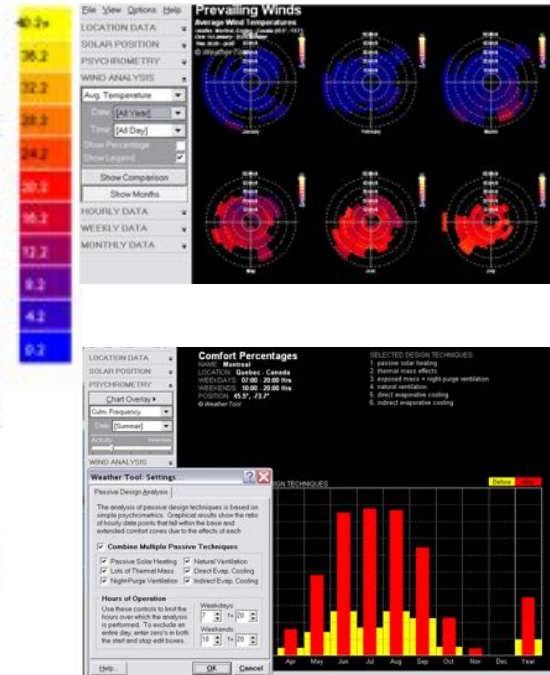 40.2+
36.2
32.2
28.2
24.2
20.2
16.2
12.2
8.2
4.2
0.2
File View Options Help
LOCATION DATA
SOLAR POSITION
PSYCHROMETRY
WIND ANALYSIS
Avg. Temperature
Date: [All Year]
Time: [All Day]
Show Percentage
Show Legend
Show Comparison
Show Months
HOURLY DATA
WEEKLY DATA
MONTHLY DATA
Prevailing Winds
Average Wind Temperatures
© Weather Tool
January
February
March
May
June
July
LOCATION DATA
SOLAR POSITION
PSYCHROMETRY
Chart Overlay
Culm. Frequency
Date: [Summer]
Activity
WIND ANALYSIS
Comfort Percentages
NAME: Montreal
LOCATION: Quebec - Canada
WEEKDAYS: 07:00 - 20:00 Hrs
WEEKENDS: 10:00 - 20:00 Hrs
POSITION: 45.5°, -73.7°
© Weather Tool
SELECTED DESIGN TECHNIQUES:
1. passive solar heating
2. thermal mass effects
3. exposed mass + night-purge ventilation
4. natural ventilation
5. direct evaporative cooling
6. indirect evaporative cooling
Weather Tool: Settings...
Passive Design Analysis
The analysis of passive design techniques is based on
simple psychrometrics. Graphical results show the ratio
of hourly data points that fall within the base and
extended comfort zones due to the effects of each
Combine Multiple Passive Techniques
Passive Solar Heating
Natural Ventilation
Lots of Thermal Mass
Direct Evap. Cooling
Night-Purge Ventilation
Indirect Evap. Cooling
Hours of Operation
Use these controls to limit the
hours over which the analysis
is performed. To exclude an
entire day, enter zero's in both
the start and stop edit boxes.
Weekdays:
7 to 20
Weekends:
10 to 20
Help...
OK
Cancel
GN TECHNIQUES
Before
After
Apr May Jun Jul Aug Sep Oct Nov Dec Year